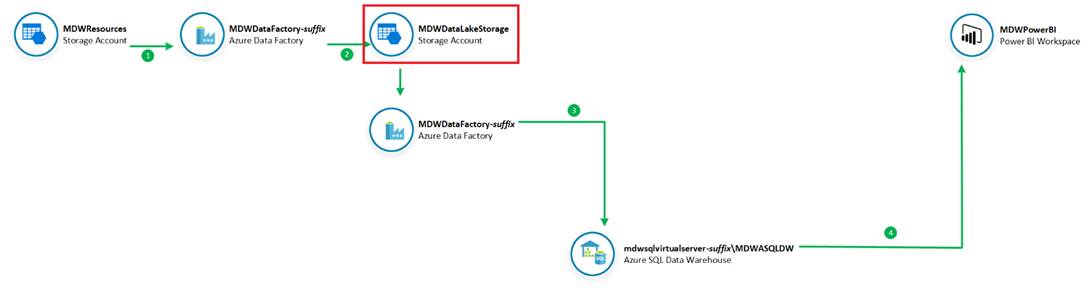 MDWResources
Storage Account
1
MDWDataFactory-suffix
Azure Data Factory
2
MDWDataLakeStorage
Storage Account
MDWPowerBI
Power BI Workspace
MDWDataFactory-suffix
Azure Data Factory
3
mdwsqlvirtualserver-suffix\MDWASQLDW
Azure SQL Data Warehouse
4